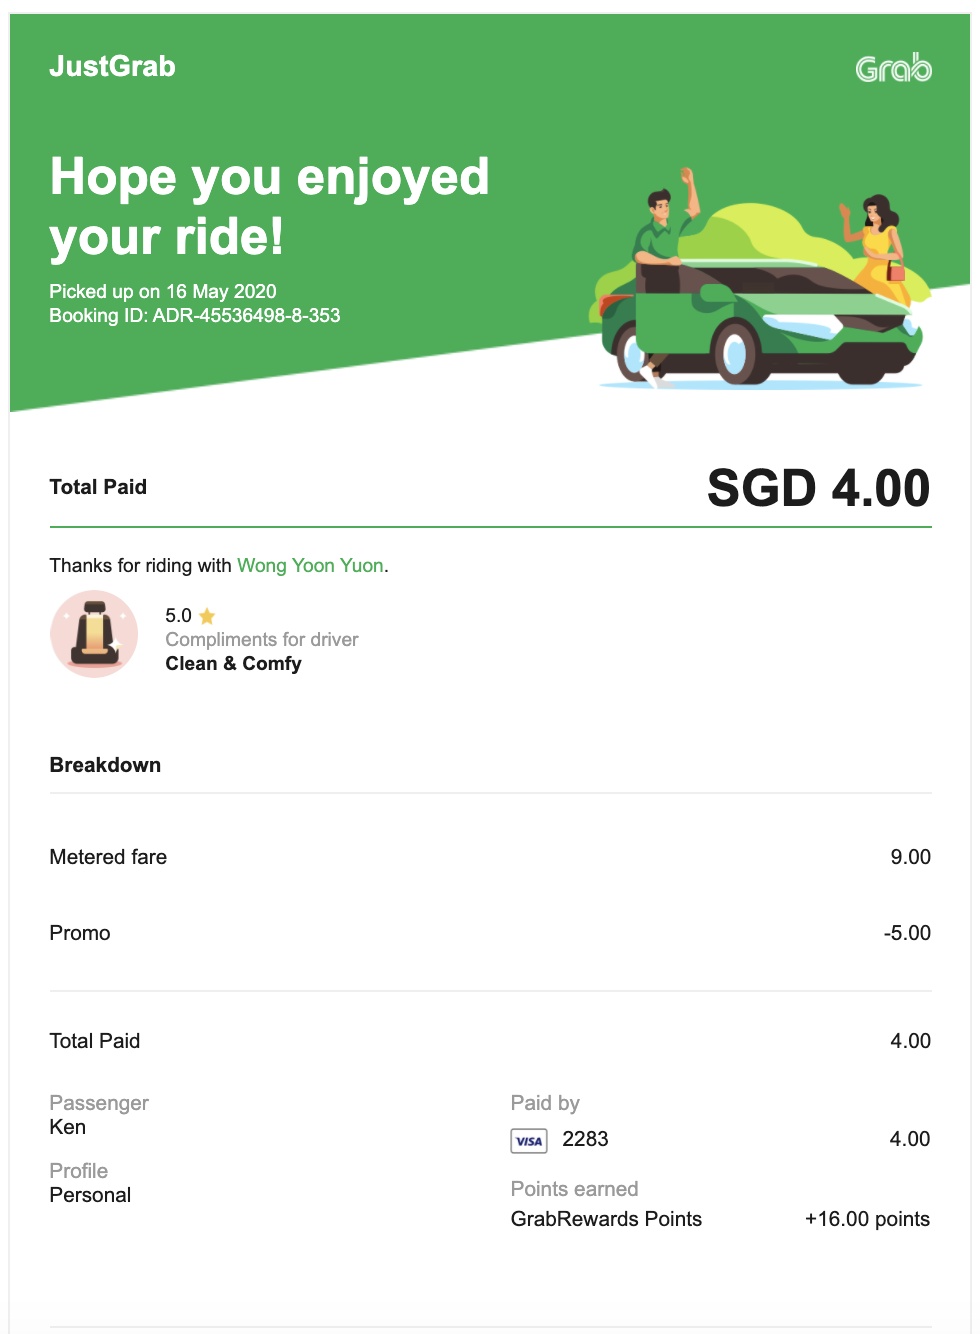 JustGrab
Grab
Hope you enjoyed
your ride!
Picked up on 16 May 2020
Booking ID: ADR-45536498-8-353
Total Paid
SGD 4.00
Thanks for riding with Wong Yoon Yuon.
5.0
Compliments for driver
Clean & Comfy
Breakdown
Metered fare 9.00
Promo -5.00
Total Paid 4.00
Passenger
Ken
Profile
Personal
Paid by
VISA 2283 4.00
Points earned
GrabRewards Points +16.00 points